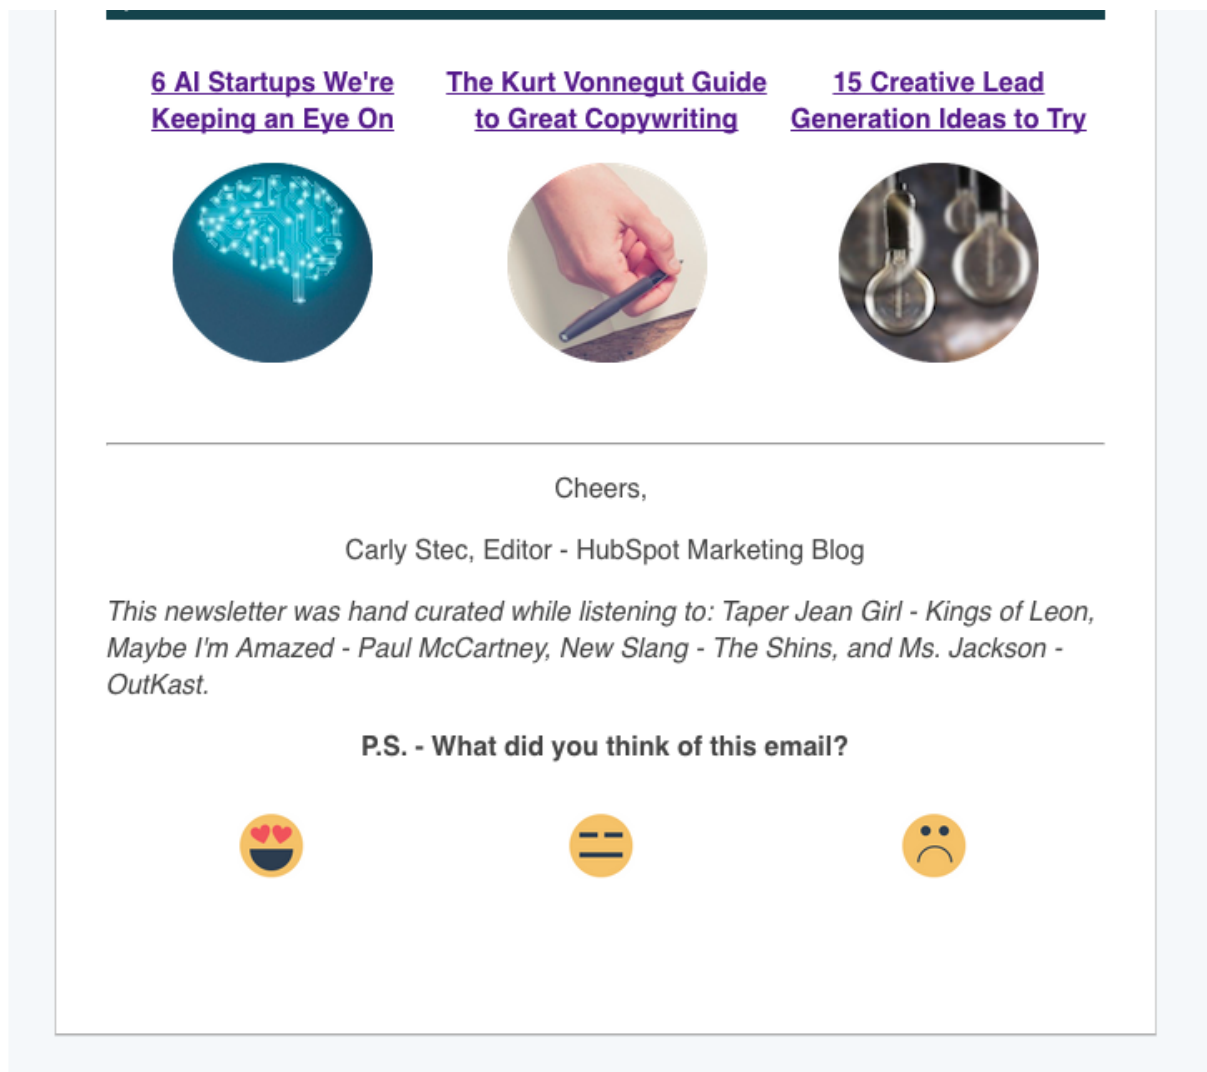 6 AI Startups We're
Keeping an Eye On
The Kurt Vonnegut Guide
to Great Copywriting
15 Creative Lead
Generation Ideas to Try
Cheers,
Carly Stec, Editor - HubSpot Marketing Blog
This newsletter was hand curated while listening to: Taper Jean Girl - Kings of Leon,
Maybe I'm Amazed - Paul McCartney, New Slang - The Shins, and Ms. Jackson -
OutKast.
P.S. - What did you think of this email?